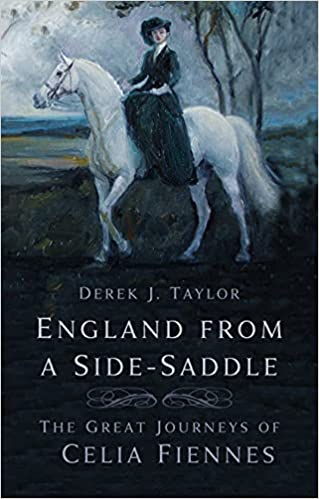 DEREK J. TAYLOR
ENGLAND FROM
A SIDE-SADDLE
THE GREAT JOURNEYS OF
CELIA FIENNES